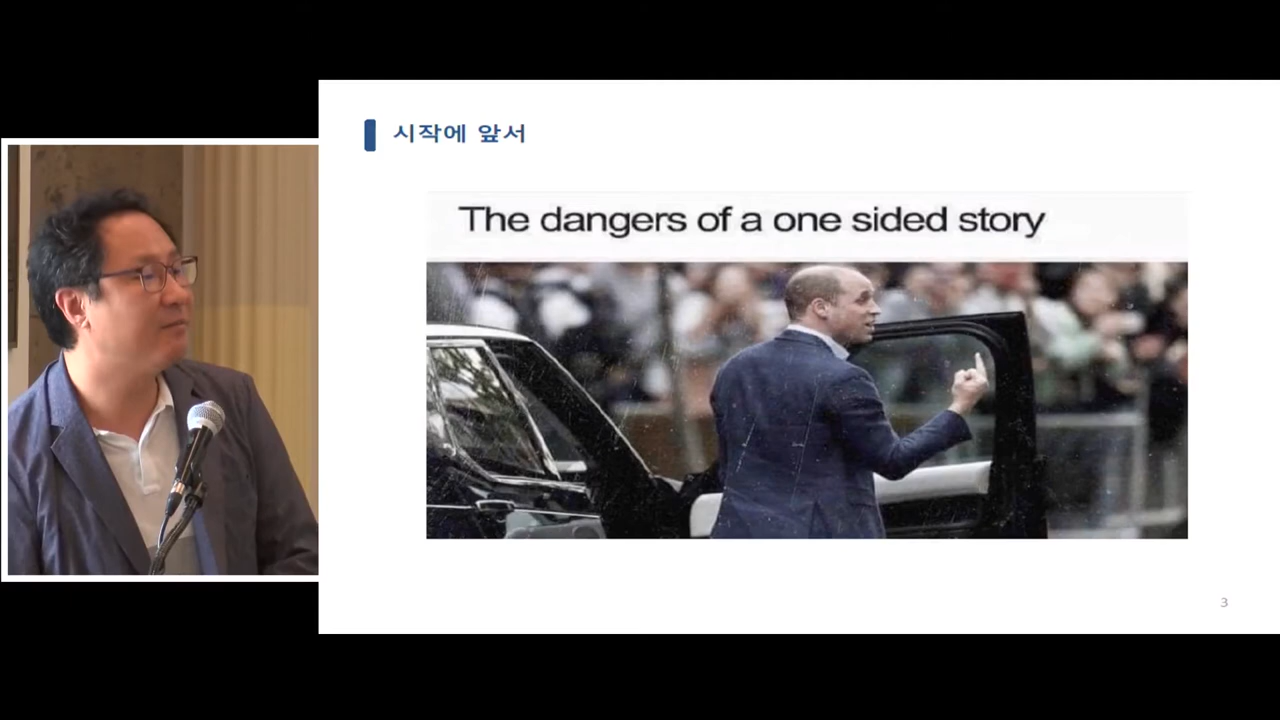 시작에 앞서
The dangers of a one sided story
3